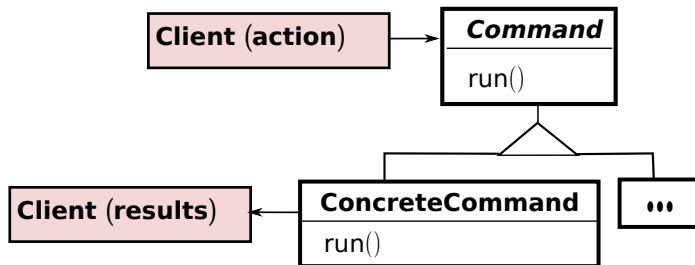 Client (action)
Command
run()
Client (results)
ConcreteCommand
run()
...